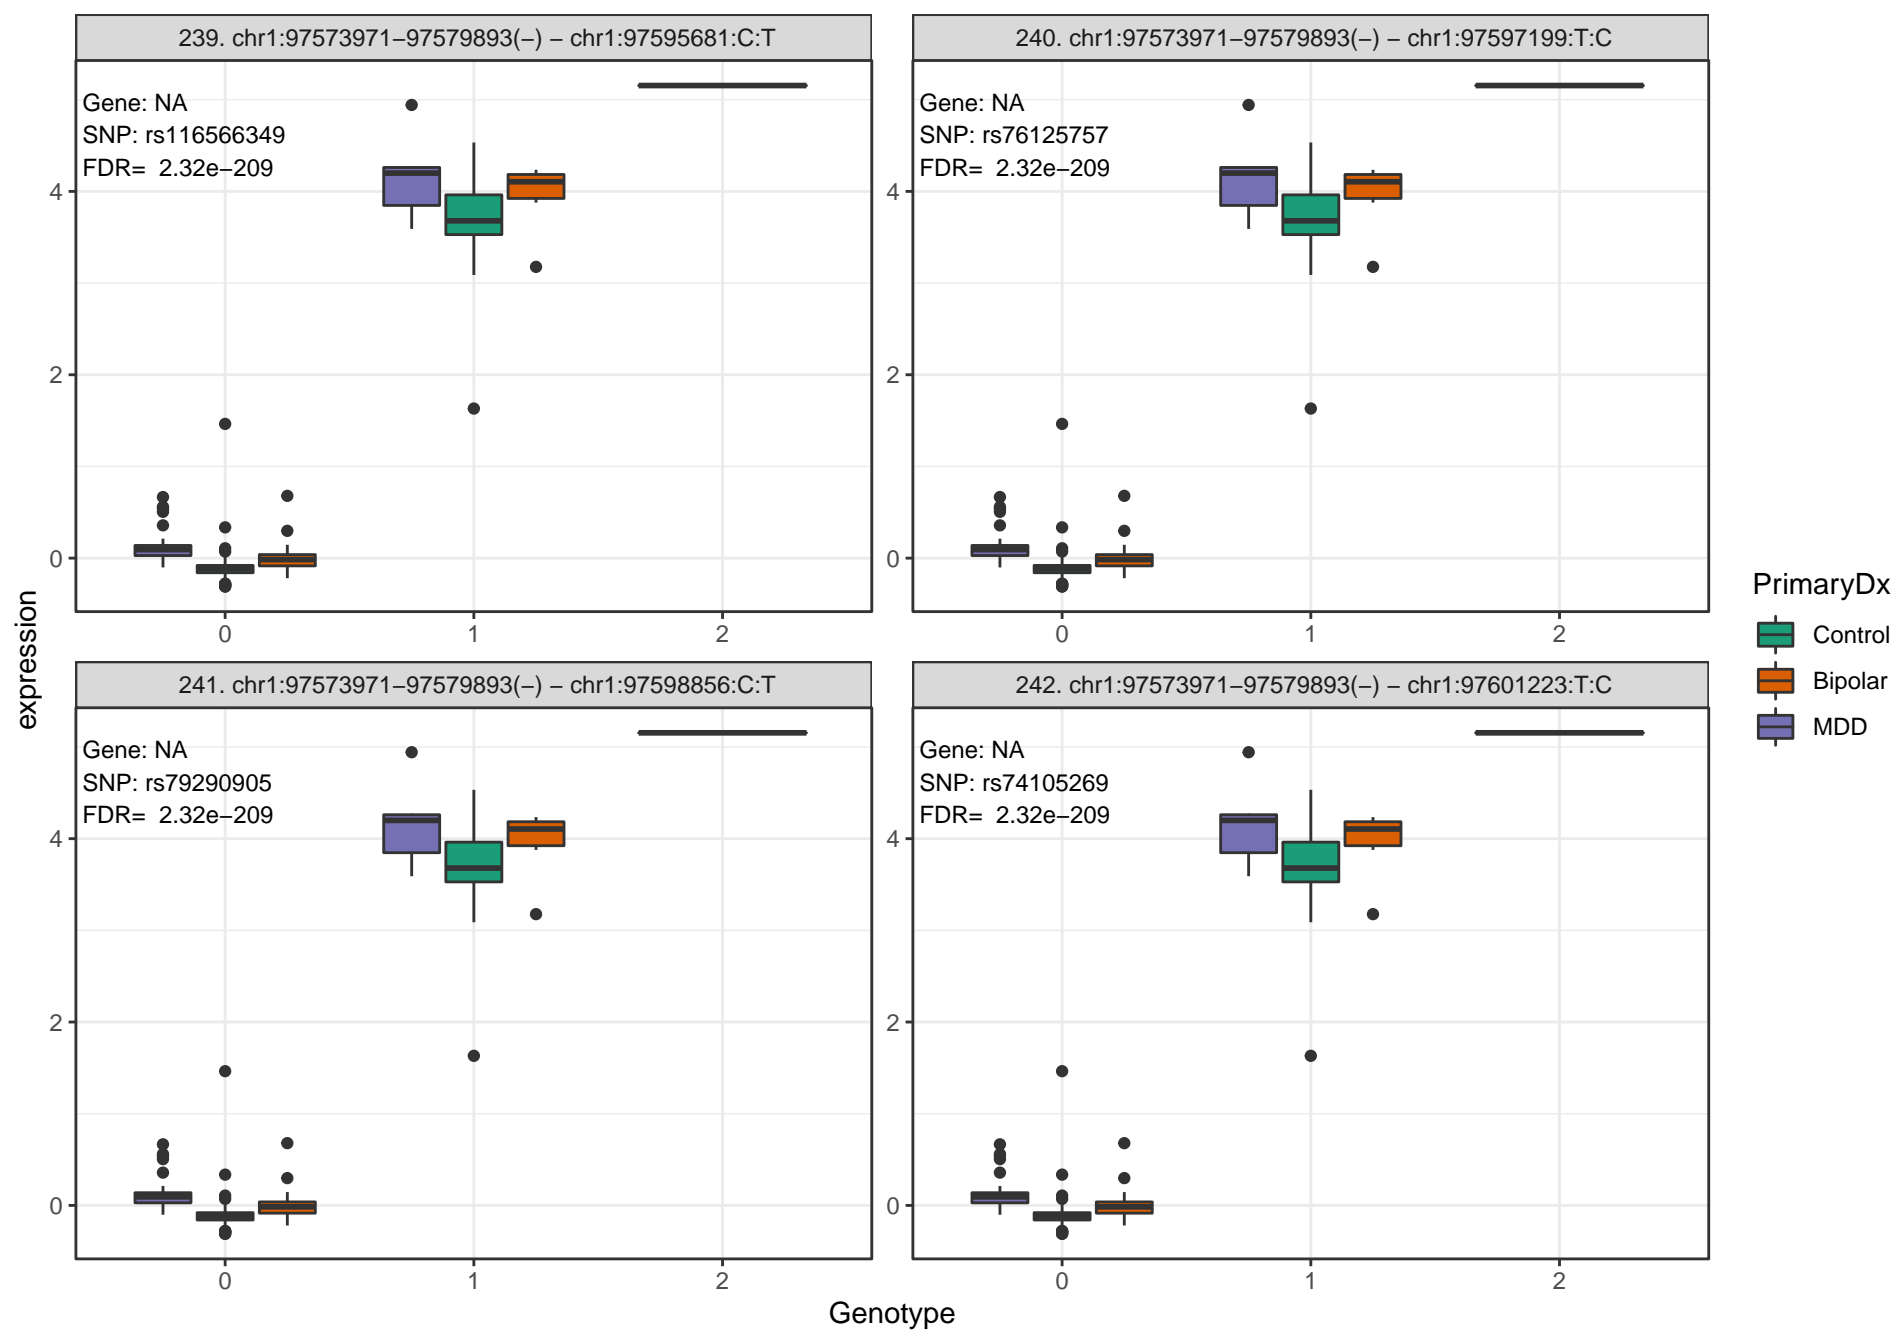 239. chr1:97573971−97579893(−) − chr1:97595681:C:T
Gene: NA
SNP: rs116566349
FDR=  2.32e−209
4
2
0
0 1 2
240. chr1:97573971−97579893(−) − chr1:97597199:T:C
Gene: NA
SNP: rs76125757
FDR=  2.32e−209
4
2
0
0 1 2
241. chr1:97573971−97579893(−) − chr1:97598856:C:T
Gene: NA
SNP: rs79290905
FDR=  2.32e−209
4
2
0
0 1 2
242. chr1:97573971−97579893(−) − chr1:97601223:T:C
Gene: NA
SNP: rs74105269
FDR=  2.32e−209
4
2
0
0 1 2
expression
Genotype
PrimaryDx
Control
Bipolar
MDD